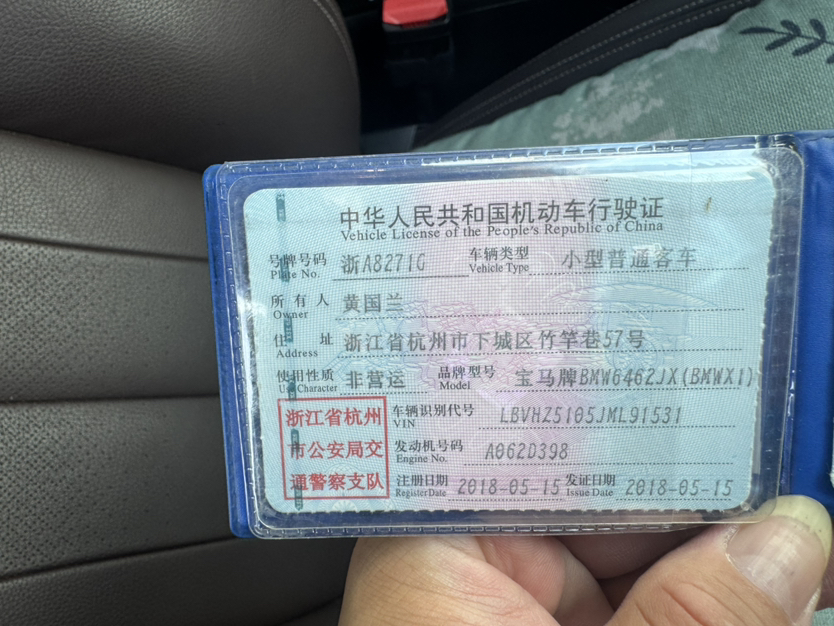 中华人民共和国机动车行驶证
Vehicle License of the People's Republic of China
号牌号码 浙A8271G 车辆类型 小型普通客车
Plate No. Vehicle Type
所有人 黄国兰
Owner
住址 浙江省杭州市下城区竹竿巷57号
Address
使用性质 非营运 品牌型号 宝马牌BMW6462JX(BMWX1)
Use Character Model
浙江省杭州 车辆识别代号 LBVHZ5105JML91531
VIN
市公安局交 发动机号码 A062D398
Engine No.
通警察支队 注册日期 2018-05-15 发证日期 2018-05-15
Register Date Issue Date